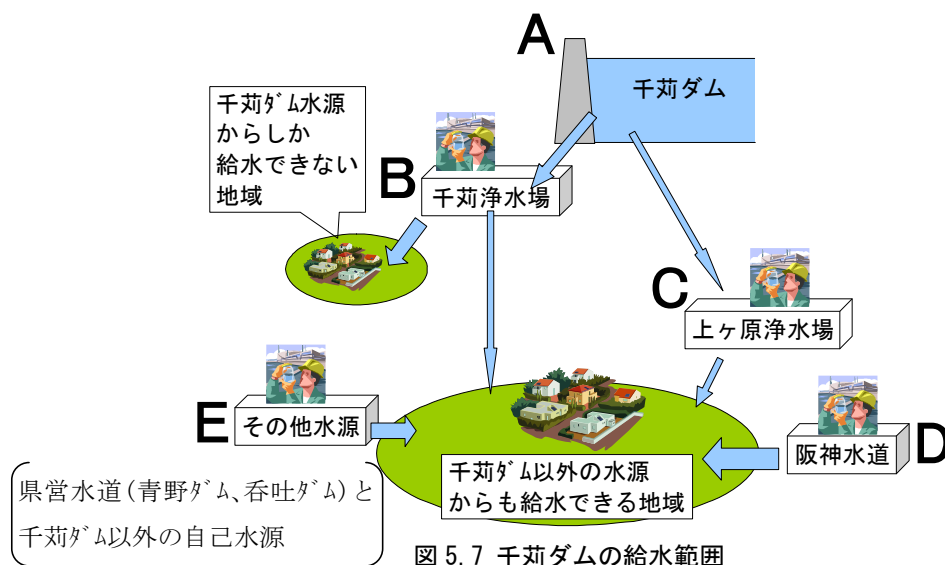 A
千苅ダム
千苅ダム水源
からしか
給水できない
地域
B
千苅浄水場
C
上ヶ原浄水場
E
その他水源
D
阪神水道
千苅ダム以外の水源
からも給水できる地域
県営水道(青野ダム、呑吐ダム)と
千苅ダム以外の自己水源
図 5.7 千苅ダムの給水範囲